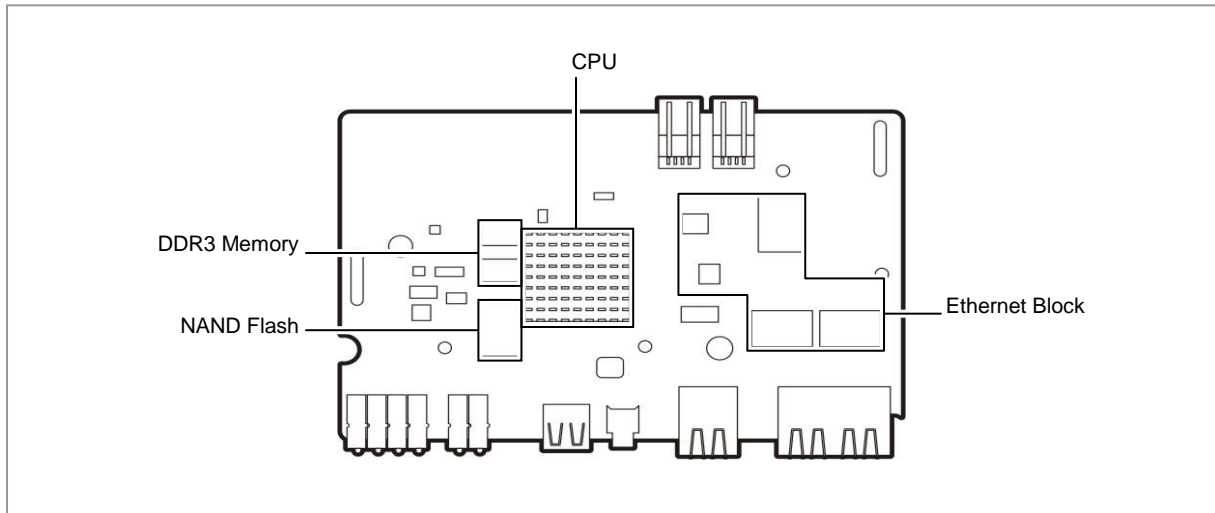 CPU
DDR3 Memory
NAND Flash
Ethernet Block